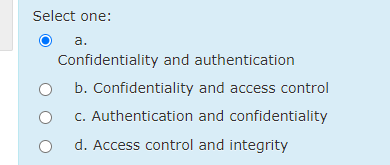 Select one:
a.
Confidentiality and authentication
b. Confidentiality and access control
c. Authentication and confidentiality
d. Access control and integrity